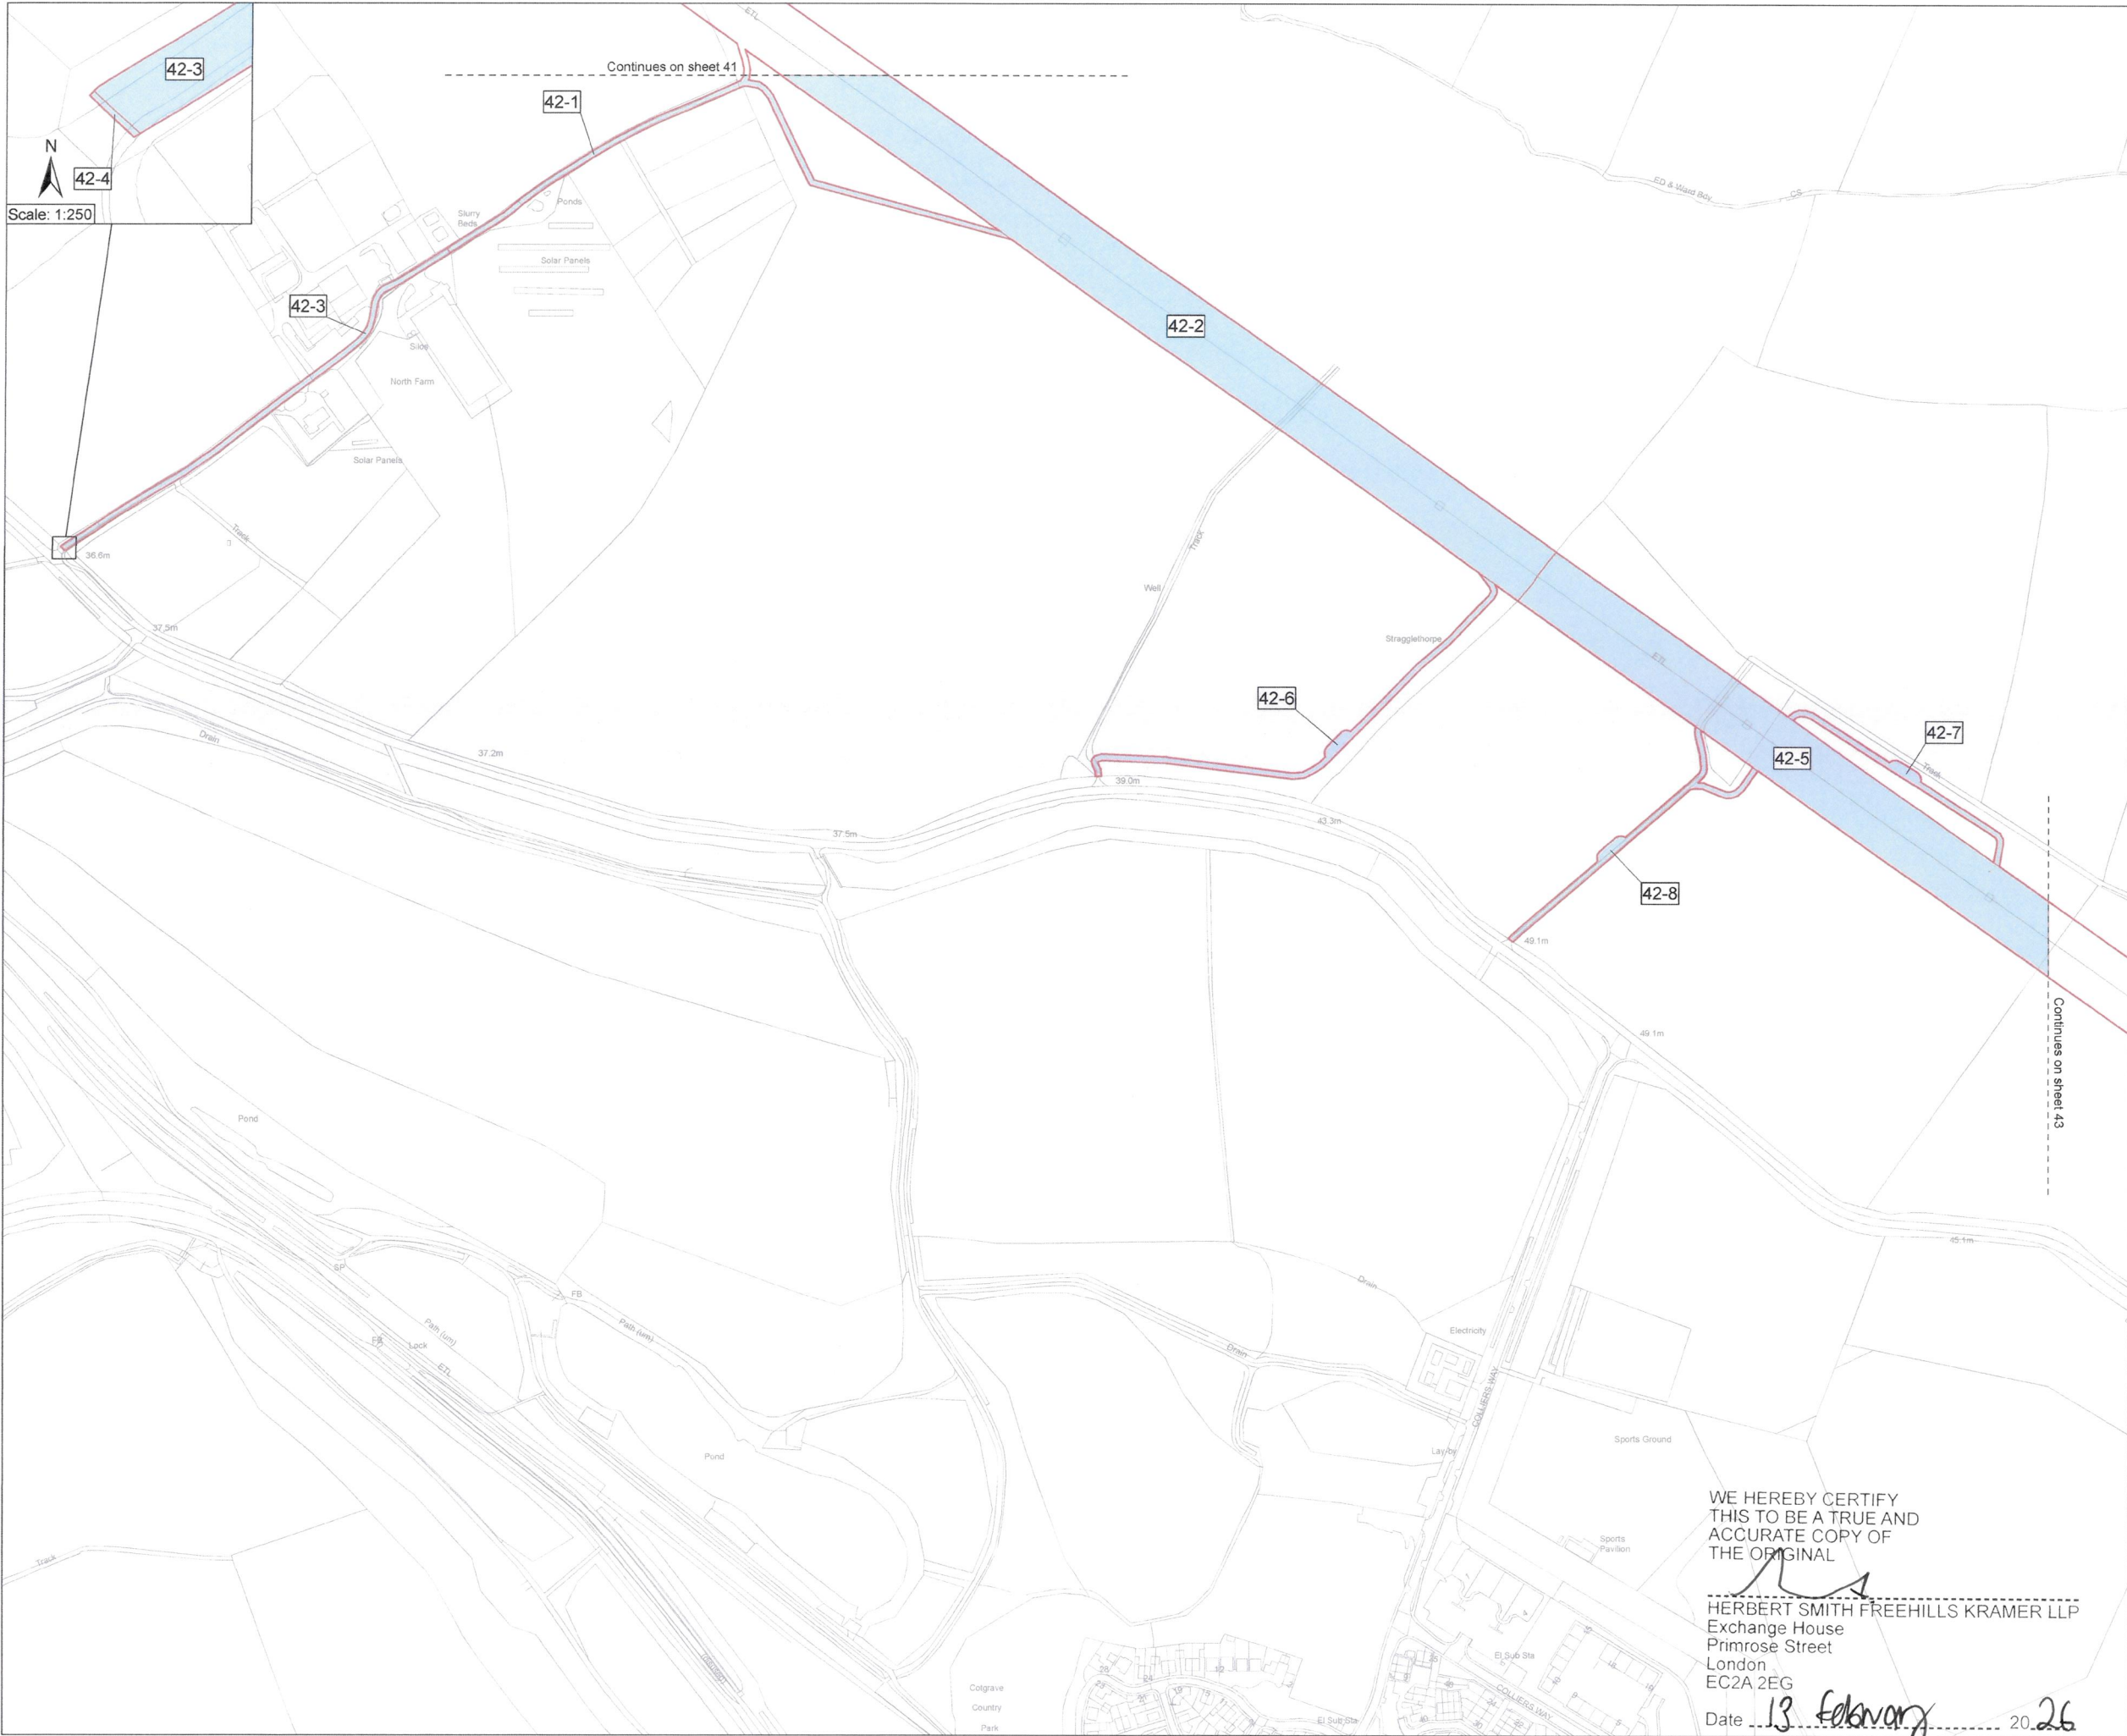 42-3
N
42-4
Scale: 1:250
Continues on sheet 41
ETL
42-1
Ponds
Slurry
Beds
Solar Panels
ED & Ward Bdy
CS
42-3
42-2
Silos
North Farm
Solar Panels
Track
36.6m
Track
Well
37.5m
Stragglethorpe
ETL
42-6
42-7
42-5
Track
Drain
37.2m
39.0m
37.5m
43.3m
42-8
49.1m
Continues on sheet 43
49.1m
Pond
45.1m
SP
FB
Drain
Path (um)
Path (um)
FB
Lock
ETL
Electricity
Drain
COLLIERS WAY
Lay-by
Sports Ground
Pond
Track
Sports
Pavilion
WE HEREBY CERTIFY
THIS TO BE A TRUE AND
ACCURATE COPY OF
THE ORIGINAL
HERBERT SMITH FREEHILLS KRAMER LLP
Exchange House
Primrose Street
London
EC2A 2EG
Date 13 February 2026
El Sub Sta
COLLIERS WAY
El Sub Sta
Cotgrave
Country
Park
26
24
12